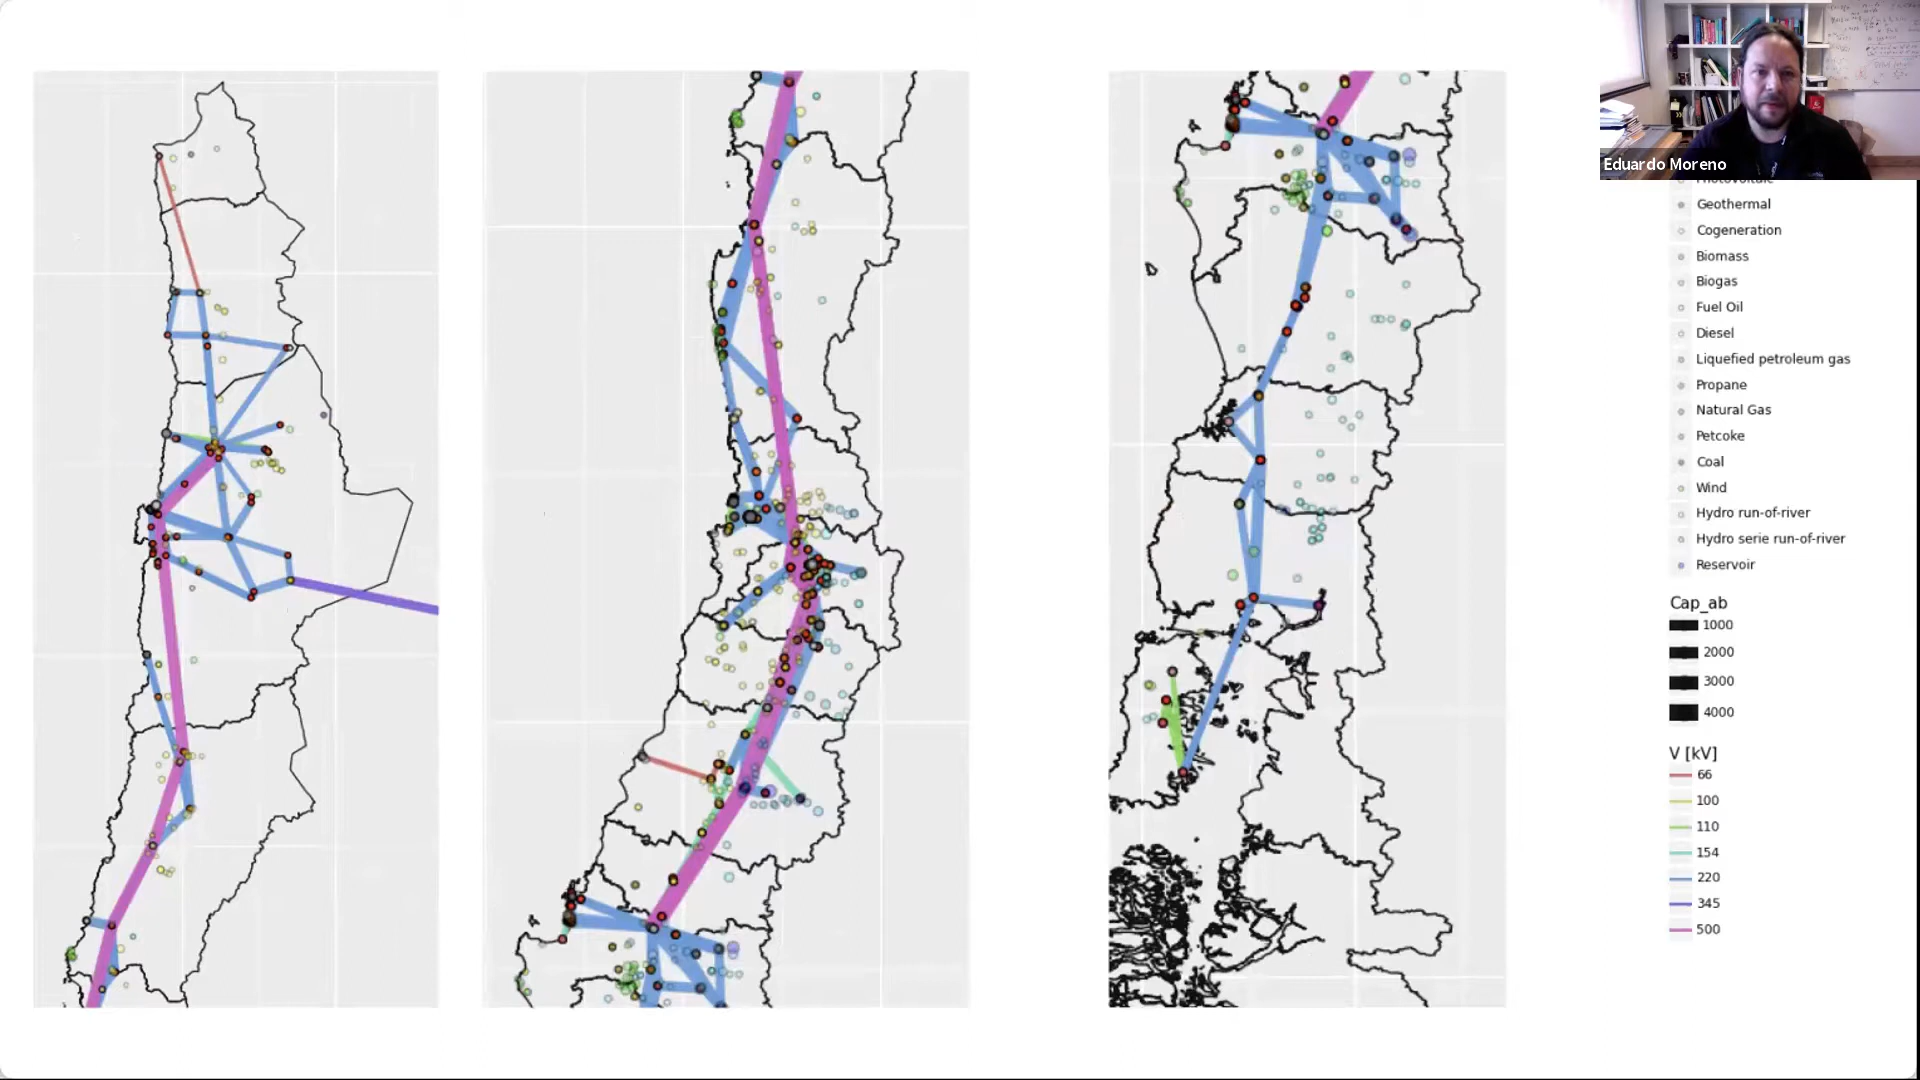 Eduardo Moreno
Photovoltaic
Geothermal
Cogeneration
Biomass
Biogas
Fuel Oil
Diesel
Liquefied petroleum gas
Propane
Natural Gas
Petcoke
Coal
Wind
Hydro run-of-river
Hydro serie run-of-river
Reservoir
Cap_ab
1000
2000
3000
4000
V [kV]
66
100
110
154
220
345
500